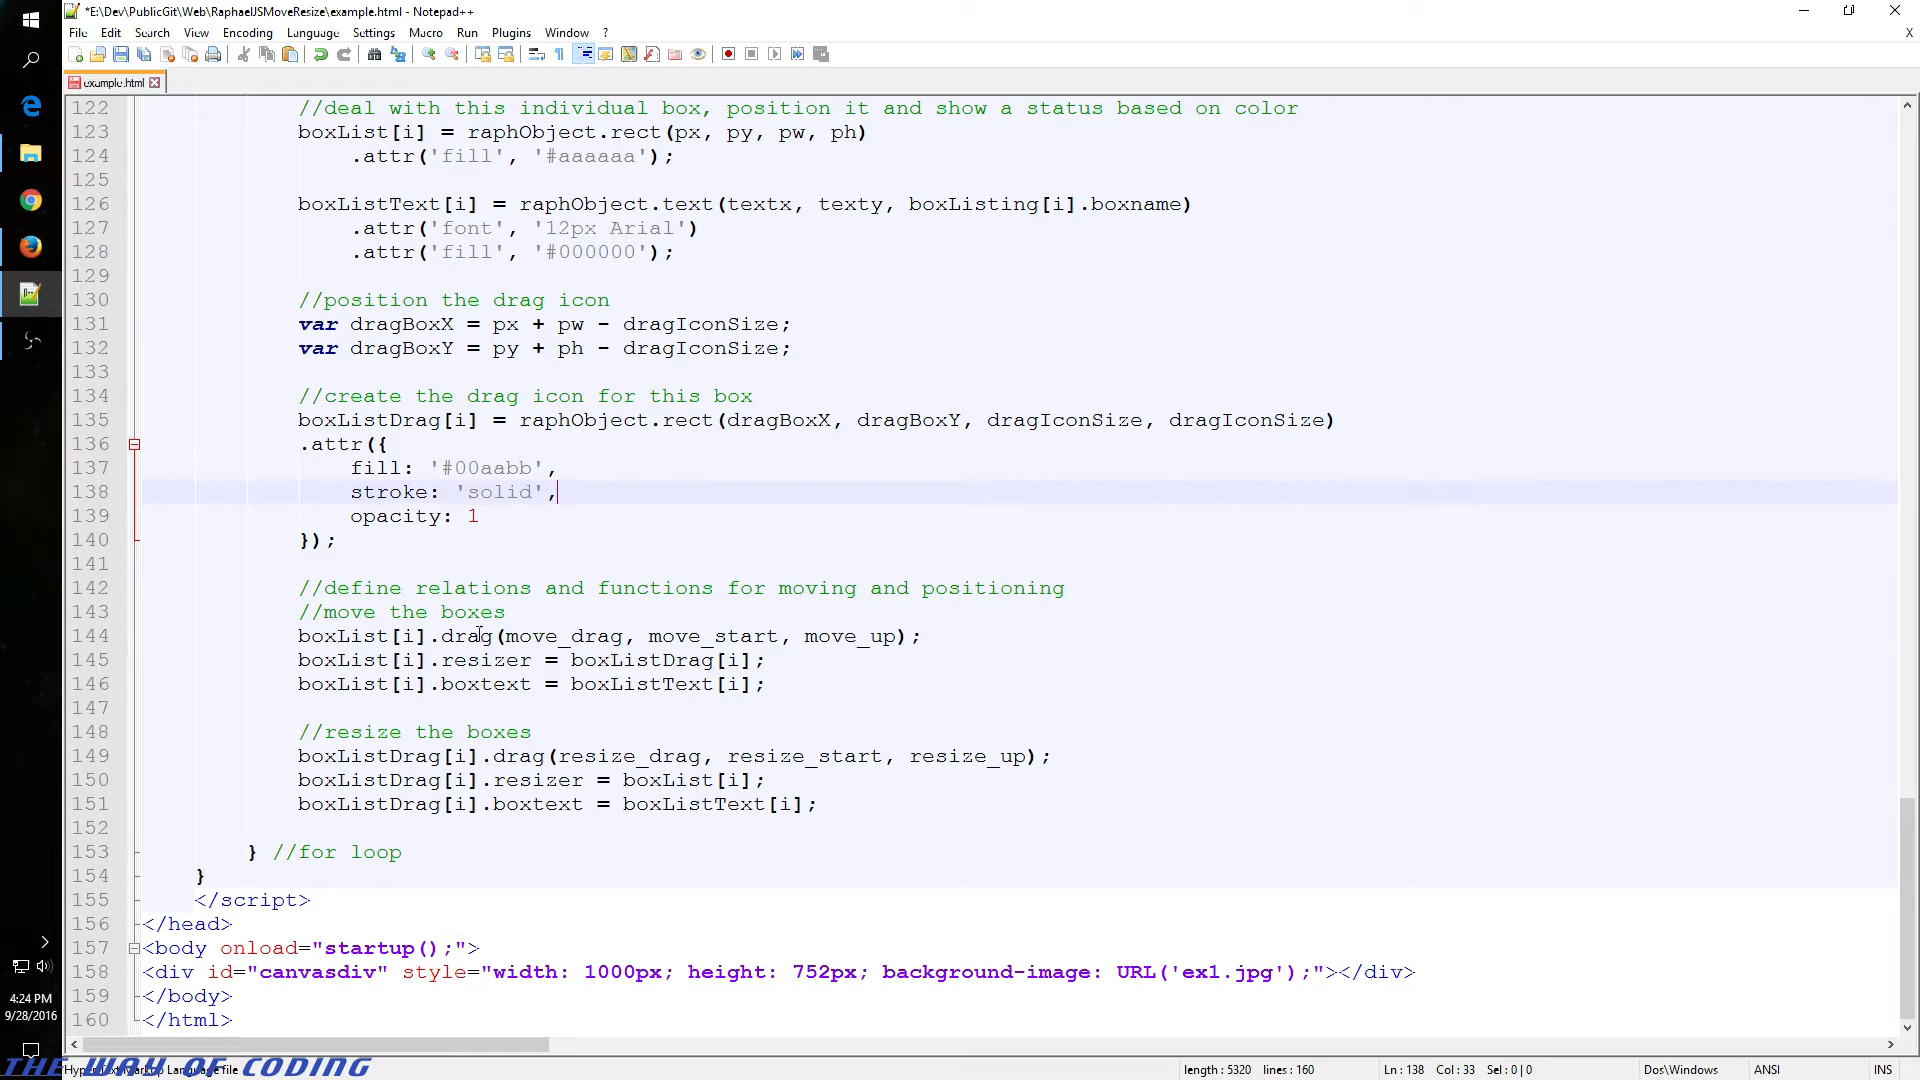 *E:\Dev\PublicGit\Web\RaphaelJSMoveResize\example.html - Notepad++
File Edit Search View Encoding Language Settings Macro Run Plugins Window ? X
example.html
122 //deal with this individual box, position it and show a status based on color
123 boxList[i] = raphObject.rect(px, py, pw, ph)
124 .attr('fill', '#aaaaaa');
125
126 boxListText[i] = raphObject.text(textx, texty, boxListing[i].boxname)
127 .attr('font', '12px Arial')
128 .attr('fill', '#000000');
129
130 //position the drag icon
131 var dragBoxX = px + pw - dragIconSize;
132 var dragBoxY = py + ph - dragIconSize;
133
134 //create the drag icon for this box
135 boxListDrag[i] = raphObject.rect(dragBoxX, dragBoxY, dragIconSize, dragIconSize)
136 .attr({
137 fill: '#00aabb',
138 stroke: 'solid',
139 opacity: 1
140 });
141
142 //define relations and functions for moving and positioning
143 //move the boxes
144 boxList[i].drag(move_drag, move_start, move_up);
145 boxList[i].resizer = boxListDrag[i];
146 boxList[i].boxtext = boxListText[i];
147
148 //resize the boxes
149 boxListDrag[i].drag(resize_drag, resize_start, resize_up);
150 boxListDrag[i].resizer = boxList[i];
151 boxListDrag[i].boxtext = boxListText[i];
152
153 } //for loop
154 }
155 </script>
156 </head>
157 <body onload="startup();">
158 <div id="canvasdiv" style="width: 1000px; height: 752px; background-image: URL('ex1.jpg');"></div>
159 </body>
160 </html>
4:24 PM
9/28/2016
THE WAY OF CODING
Hyper Text Markup Language file length : 5320 lines : 160 Ln : 138 Col : 33 Sel : 0 | 0 Dos\Windows ANSI INS